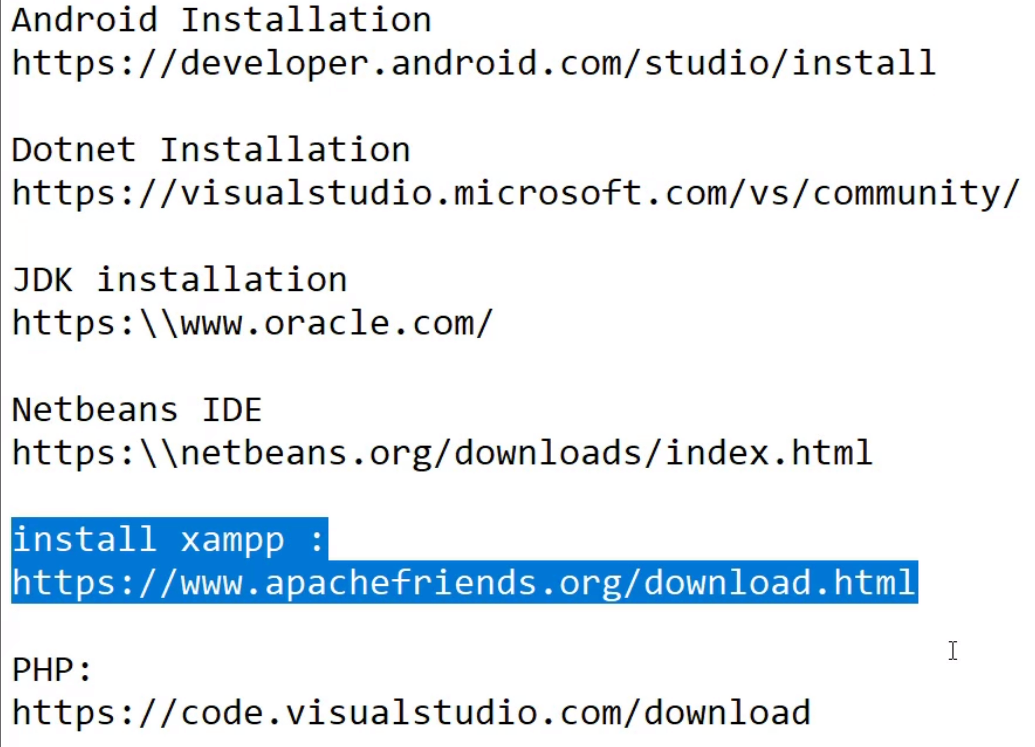 Android Installation
https://developer.android.com/studio/install
Dotnet Installation
https://visualstudio.microsoft.com/vs/community/
JDK installation
https:\\www.oracle.com/
Netbeans IDE
https:\\netbeans.org/downloads/index.html
install xampp :
https://www.apachefriends.org/download.html
PHP:
https://code.visualstudio.com/download